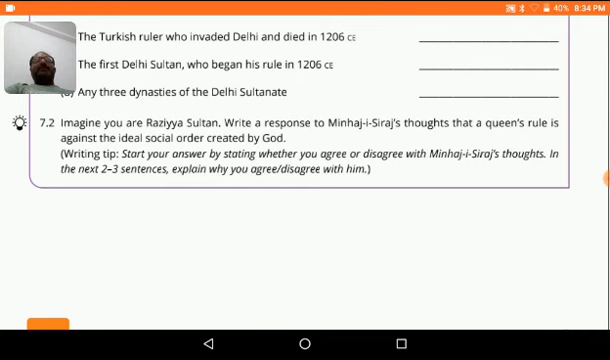 40% 8:34 PM
The Turkish ruler who invaded Delhi and died in 1206 CE
The first Delhi Sultan, who began his rule in 1206 CE
Any three dynasties of the Delhi Sultanate
7.2 Imagine you are Raziyya Sultan. Write a response to Minhaj-i-Siraj's thoughts that a queen's rule is
against the ideal social order created by God.
(Writing tip: Start your answer by stating whether you agree or disagree with Minhaj-i-Siraj's thoughts. In
the next 2–3 sentences, explain why you agree/disagree with him.)